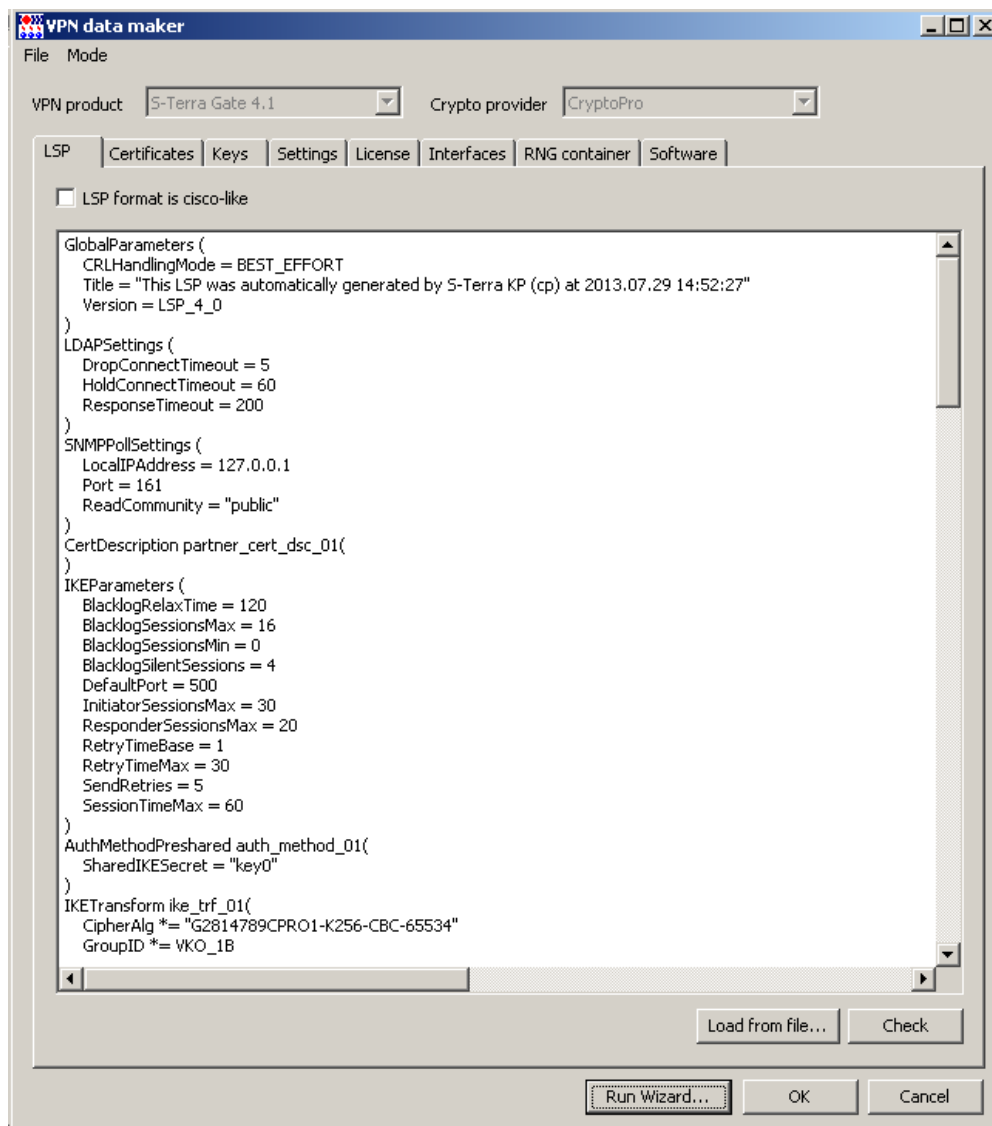 VPN data maker
File Mode
VPN product S-Terra Gate 4.1 Crypto provider CryptoPro
LSP Certificates Keys Settings License Interfaces RNG container Software
LSP format is cisco-like
GlobalParameters (
CRLHandlingMode = BEST_EFFORT
Title = "This LSP was automatically generated by S-Terra KP (cp) at 2013.07.29 14:52:27"
Version = LSP_4_0
)
LDAPSettings (
DropConnectTimeout = 5
HoldConnectTimeout = 60
ResponseTimeout = 200
)
SNMPPollSettings (
LocalIPAddress = 127.0.0.1
Port = 161
ReadCommunity = "public"
)
CertDescription partner_cert_dsc_01(
)
IKEParameters (
BlacklogRelaxTime = 120
BlacklogSessionsMax = 16
BlacklogSessionsMin = 0
BlacklogSilentSessions = 4
DefaultPort = 500
InitiatorSessionsMax = 30
ResponderSessionsMax = 20
RetryTimeBase = 1
RetryTimeMax = 30
SendRetries = 5
SessionTimeMax = 60
)
AuthMethodPreshared auth_method_01(
SharedIKESecret = "key0"
)
IKETransform ike_trf_01(
CipherAlg *= "G2814789CPRO1-K256-CBC-65534"
GroupID *= VKO_1B
Load from file... Check
Run Wizard... OK Cancel